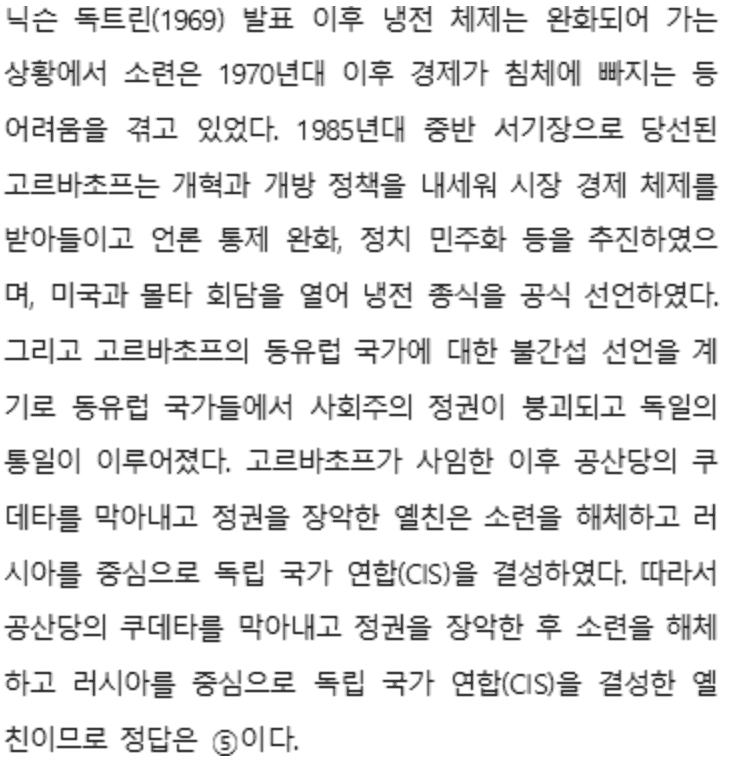 닉슨 독트린(1969) 발표 이후 냉전 체제는 완화되어 가는
상황에서 소련은 1970년대 이후 경제가 침체에 빠지는 등
어려움을 겪고 있었다. 1985년대 중반 서기장으로 당선된
고르바초프는 개혁과 개방 정책을 내세워 시장 경제 체제를
받아들이고 언론 통제 완화, 정치 민주화 등을 추진하였으
며, 미국과 몰타 회담을 열어 냉전 종식을 공식 선언하였다.
그리고 고르바초프의 동유럽 국가에 대한 불간섭 선언을 계
기로 동유럽 국가들에서 사회주의 정권이 붕괴되고 독일의
통일이 이루어졌다. 고르바초프가 사임한 이후 공산당의 쿠
데타를 막아내고 정권을 장악한 옐친은 소련을 해체하고 러
시아를 중심으로 독립 국가 연합(CIS)을 결성하였다. 따라서
공산당의 쿠데타를 막아내고 정권을 장악한 후 소련을 해체
하고 러시아를 중심으로 독립 국가 연합(CIS)을 결성한 옐
친이므로 정답은 ⑤이다.